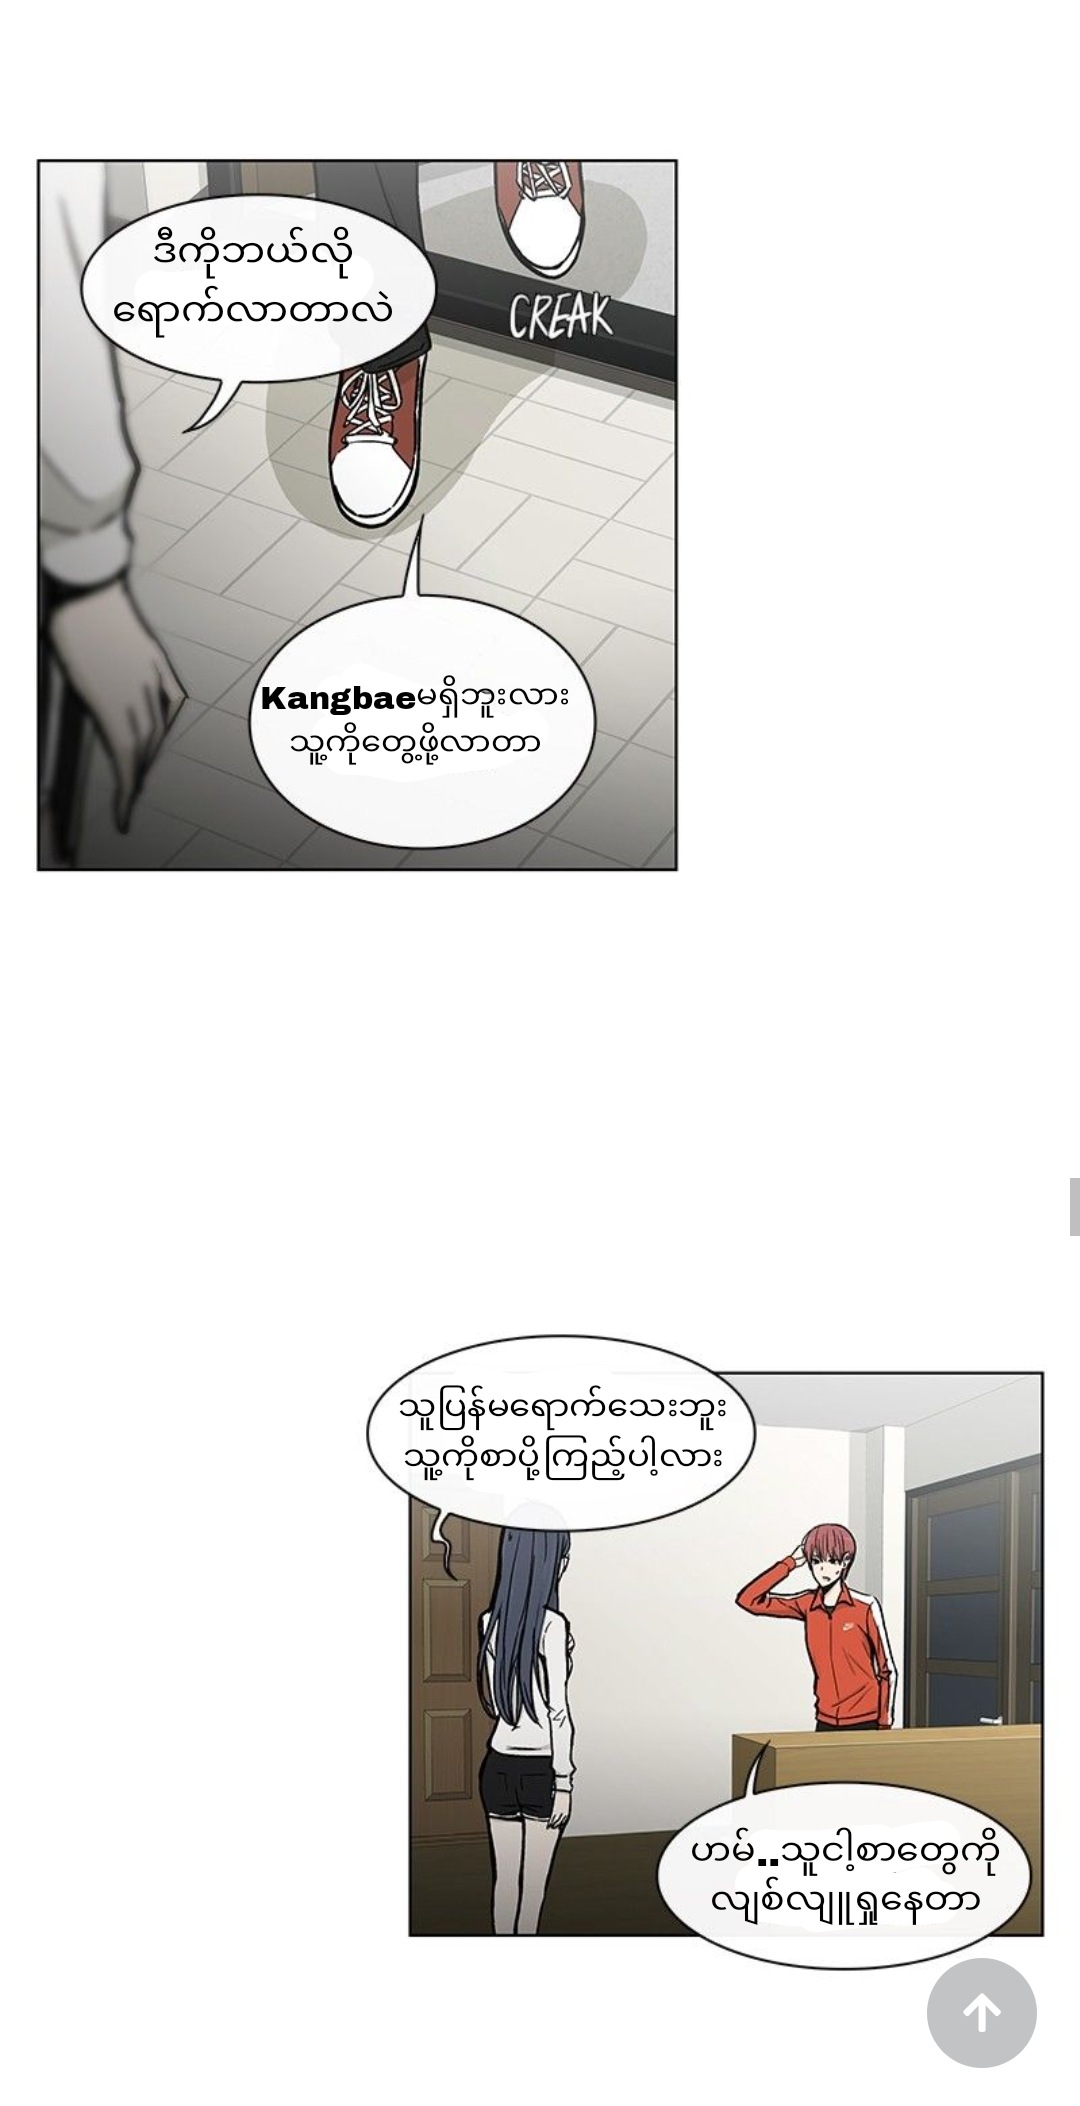 ဒီကိုဘယ်လို
ရောက်လာတာလဲ
CREAK
Kangbaeမရှိဘူးလား
သူ့ကိုတွေ့ဖို့လာတာ
သူပြန်မရောက်သေးဘူး
သူ့ကိုစာပို့ကြည့်ပါ့လား
ဟမ်..သူငါ့စာတွေကို
လျစ်လျူရှုနေတာ